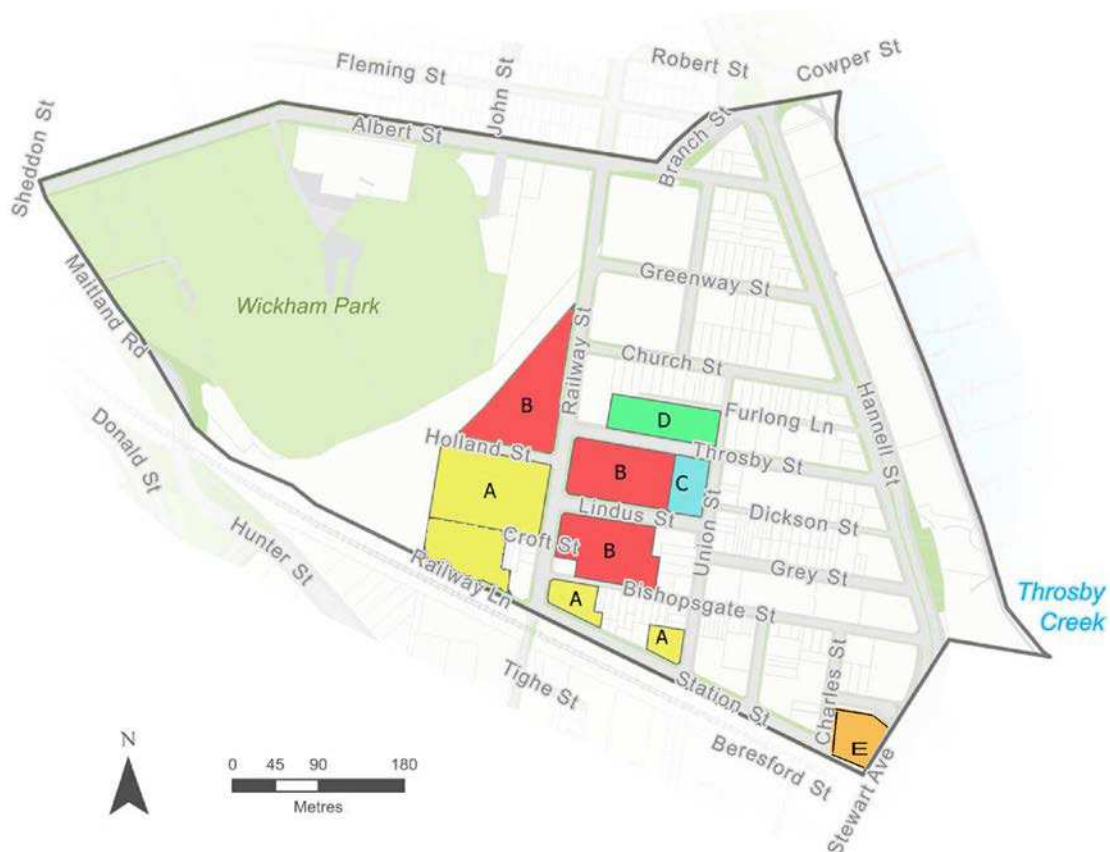 Robert St
Cowper St
Fleming St
John St
Sheddon St
Albert St
Branch St
Maitland Rd
Wickham Park
Greenway St
Railway St
Church St
Hannell St
B
D
Furlong Ln
Donald St
Holland St
Throsby St
A
B
C
Lindus St
Union St
Dickson St
Hunter St
Croft St
B
Railway Ln
Grey St
A
Bishopsgate St
Throsby
Creek
A
Tighe St
Station St
Charles St
E
Beresford St
Stewart Ave
N
0 45 90 180
Metres